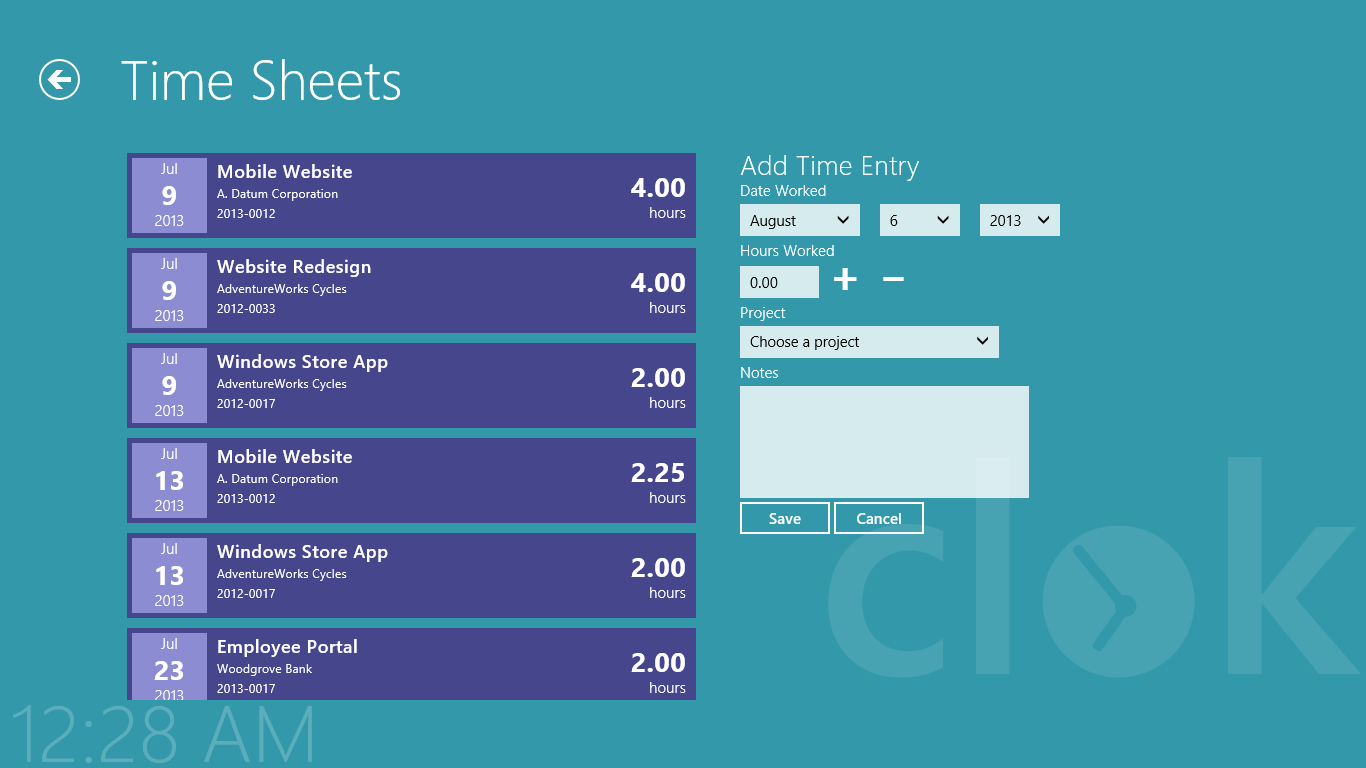 Time Sheets
Jul
9
2013
Mobile Website
A. Datum Corporation
2013-0012
4.00
hours
Jul
9
2013
Website Redesign
AdventureWorks Cycles
2012-0033
4.00
hours
Jul
9
2013
Windows Store App
AdventureWorks Cycles
2012-0017
2.00
hours
Jul
13
2013
Mobile Website
A. Datum Corporation
2013-0012
2.25
hours
Jul
13
2013
Windows Store App
AdventureWorks Cycles
2012-0017
2.00
hours
Jul
23
2013
Employee Portal
Woodgrove Bank
2013-0017
2.00
hours
Add Time Entry
Date Worked
August 6 2013
Hours Worked
0.00 + −
Project
Choose a project
Notes
Save Cancel
clok
12:28 AM